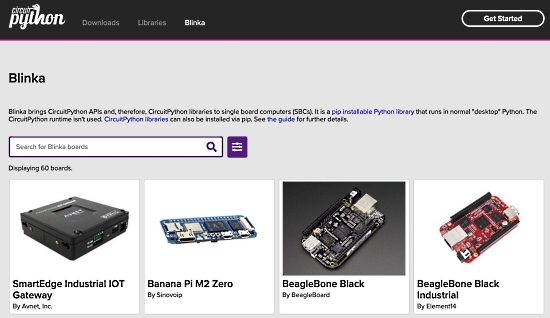 circuit
python
Downloads
Libraries
Blinka
Get Started
Blinka
Blinka brings CircuitPython APIs and, therefore, CircuitPython libraries to single board computers (SBCs). It is a pip installable Python library that runs in normal "desktop" Python. The
CircuitPython runtime isn't used. CircuitPython libraries can also be installed via pip. See the guide for further details.
Search for Blinka boards
Displaying 60 boards.
AVNET
SmartEdge Industrial IOT
Gateway
By Avnet, Inc.
Banana Pi M2 Zero
By Sinovoip
BeagleBone Black
By BeagleBoard
BeagleBone Black
Industrial
By Element14